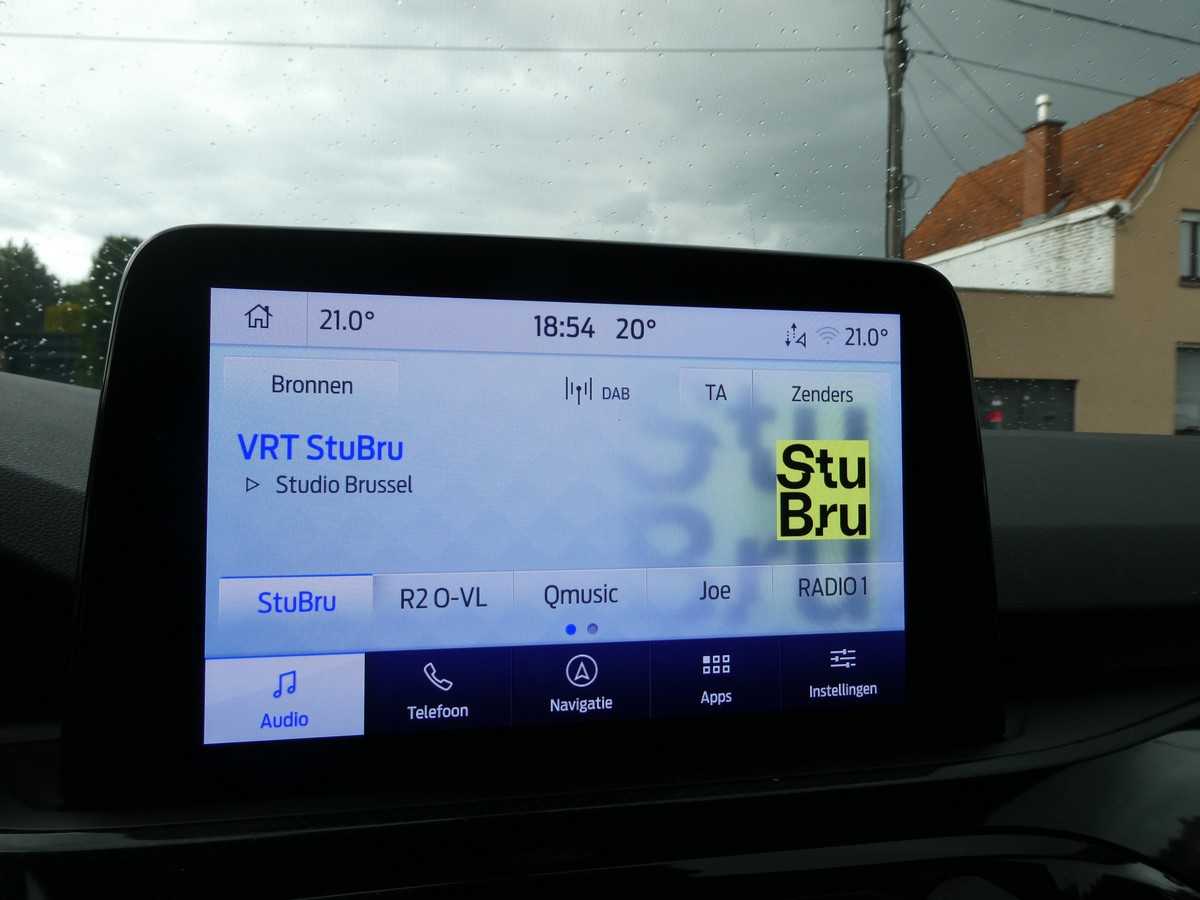 21.0° 18:54 20° 21.0°
Bronnen DAB TA Zenders
VRT StuBru
Studio Brussel
Stu
Bru
StuBru R2 O-VL Qmusic Joe RADIO 1
Audio Telefoon Navigatie Apps Instellingen